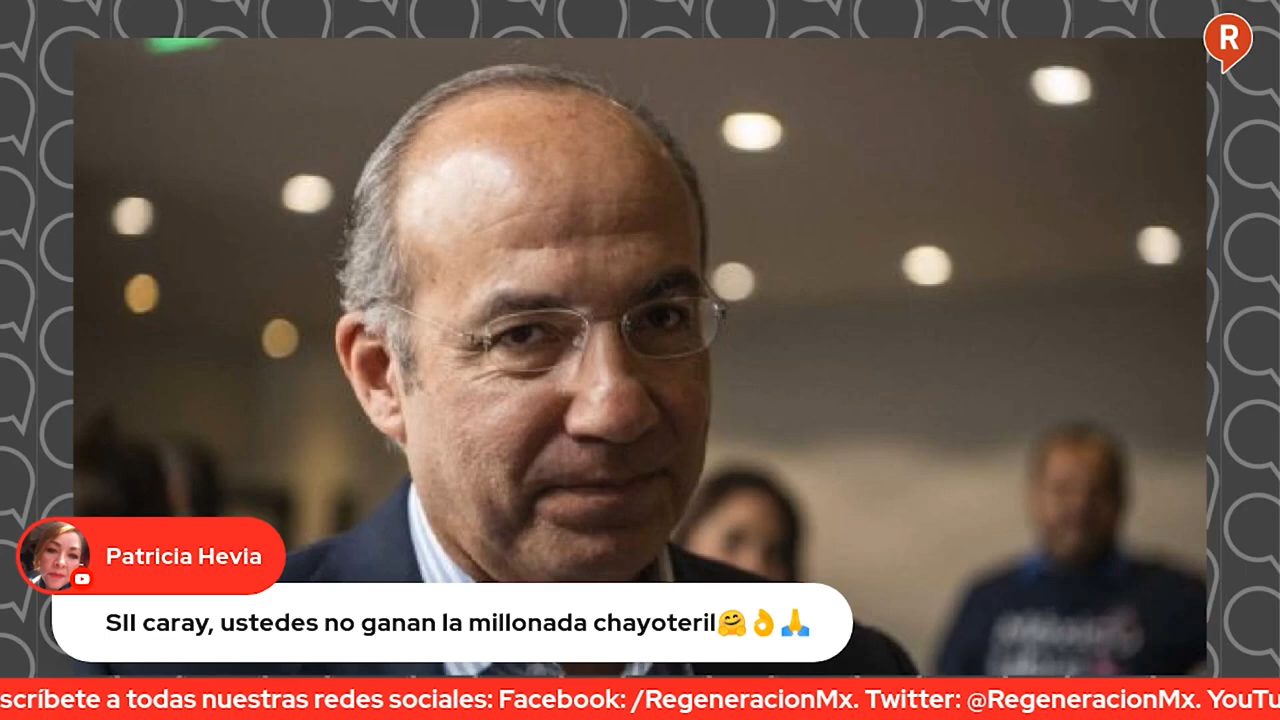 R
Patricia Hevia
SII caray, ustedes no ganan la millonada chayoteril🤗👌🙏
scríbete a todas nuestras redes sociales: Facebook: /RegeneracionMx. Twitter: @RegeneracionMx. YouTu